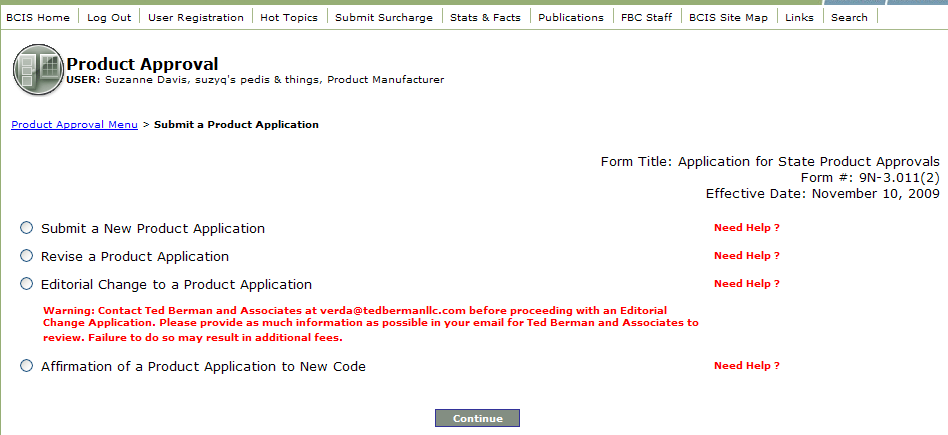 BCIS Home Log Out User Registration Hot Topics Submit Surcharge Stats & Facts Publications FBC Staff BCIS Site Map Links Search
Product Approval
USER: Suzanne Davis, suzyq's pedis & things, Product Manufacturer
Product Approval Menu > Submit a Product Application
Form Title: Application for State Product Approvals
Form #: 9N-3.011(2)
Effective Date: November 10, 2009
Submit a New Product Application Need Help ?
Revise a Product Application Need Help ?
Editorial Change to a Product Application Need Help ?
Warning: Contact Ted Berman and Associates at verda@tedbermanllc.com before proceeding with an Editorial
Change Application. Please provide as much information as possible in your email for Ted Berman and Associates to
review. Failure to do so may result in additional fees.
Affirmation of a Product Application to New Code Need Help ?
Continue